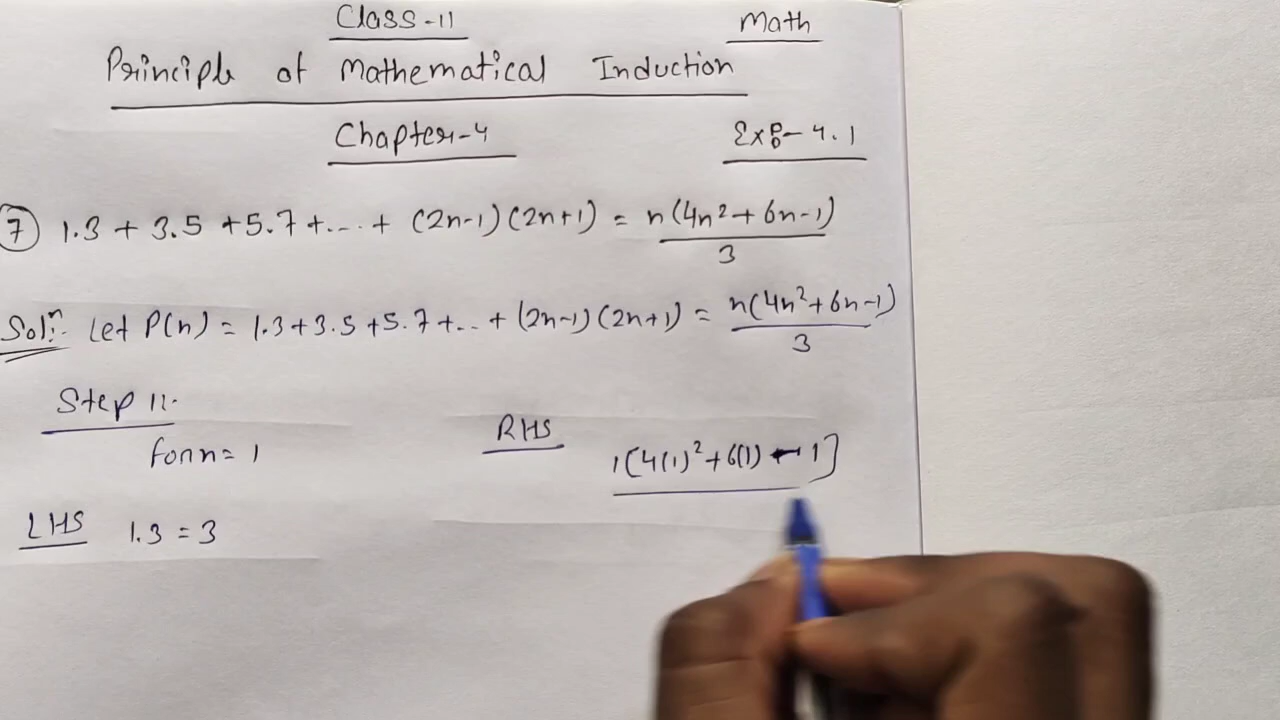 Class-11 Math
Principle of Mathematical Induction
Chapter-4 Exp-4.1
7 1.3 + 3.5 +5.7 +... + (2n-1) (2n+1) = n(4n²+6n-1)/3
Solⁿ:- Let P(n) = 1.3+3.5+5.7+... + (2n-1) (2n+1) = n(4n²+6n-1)/3
Step 1:-
for n = 1
RHS 1[4(1)²+6(1) - 1]
LHS 1.3 = 3